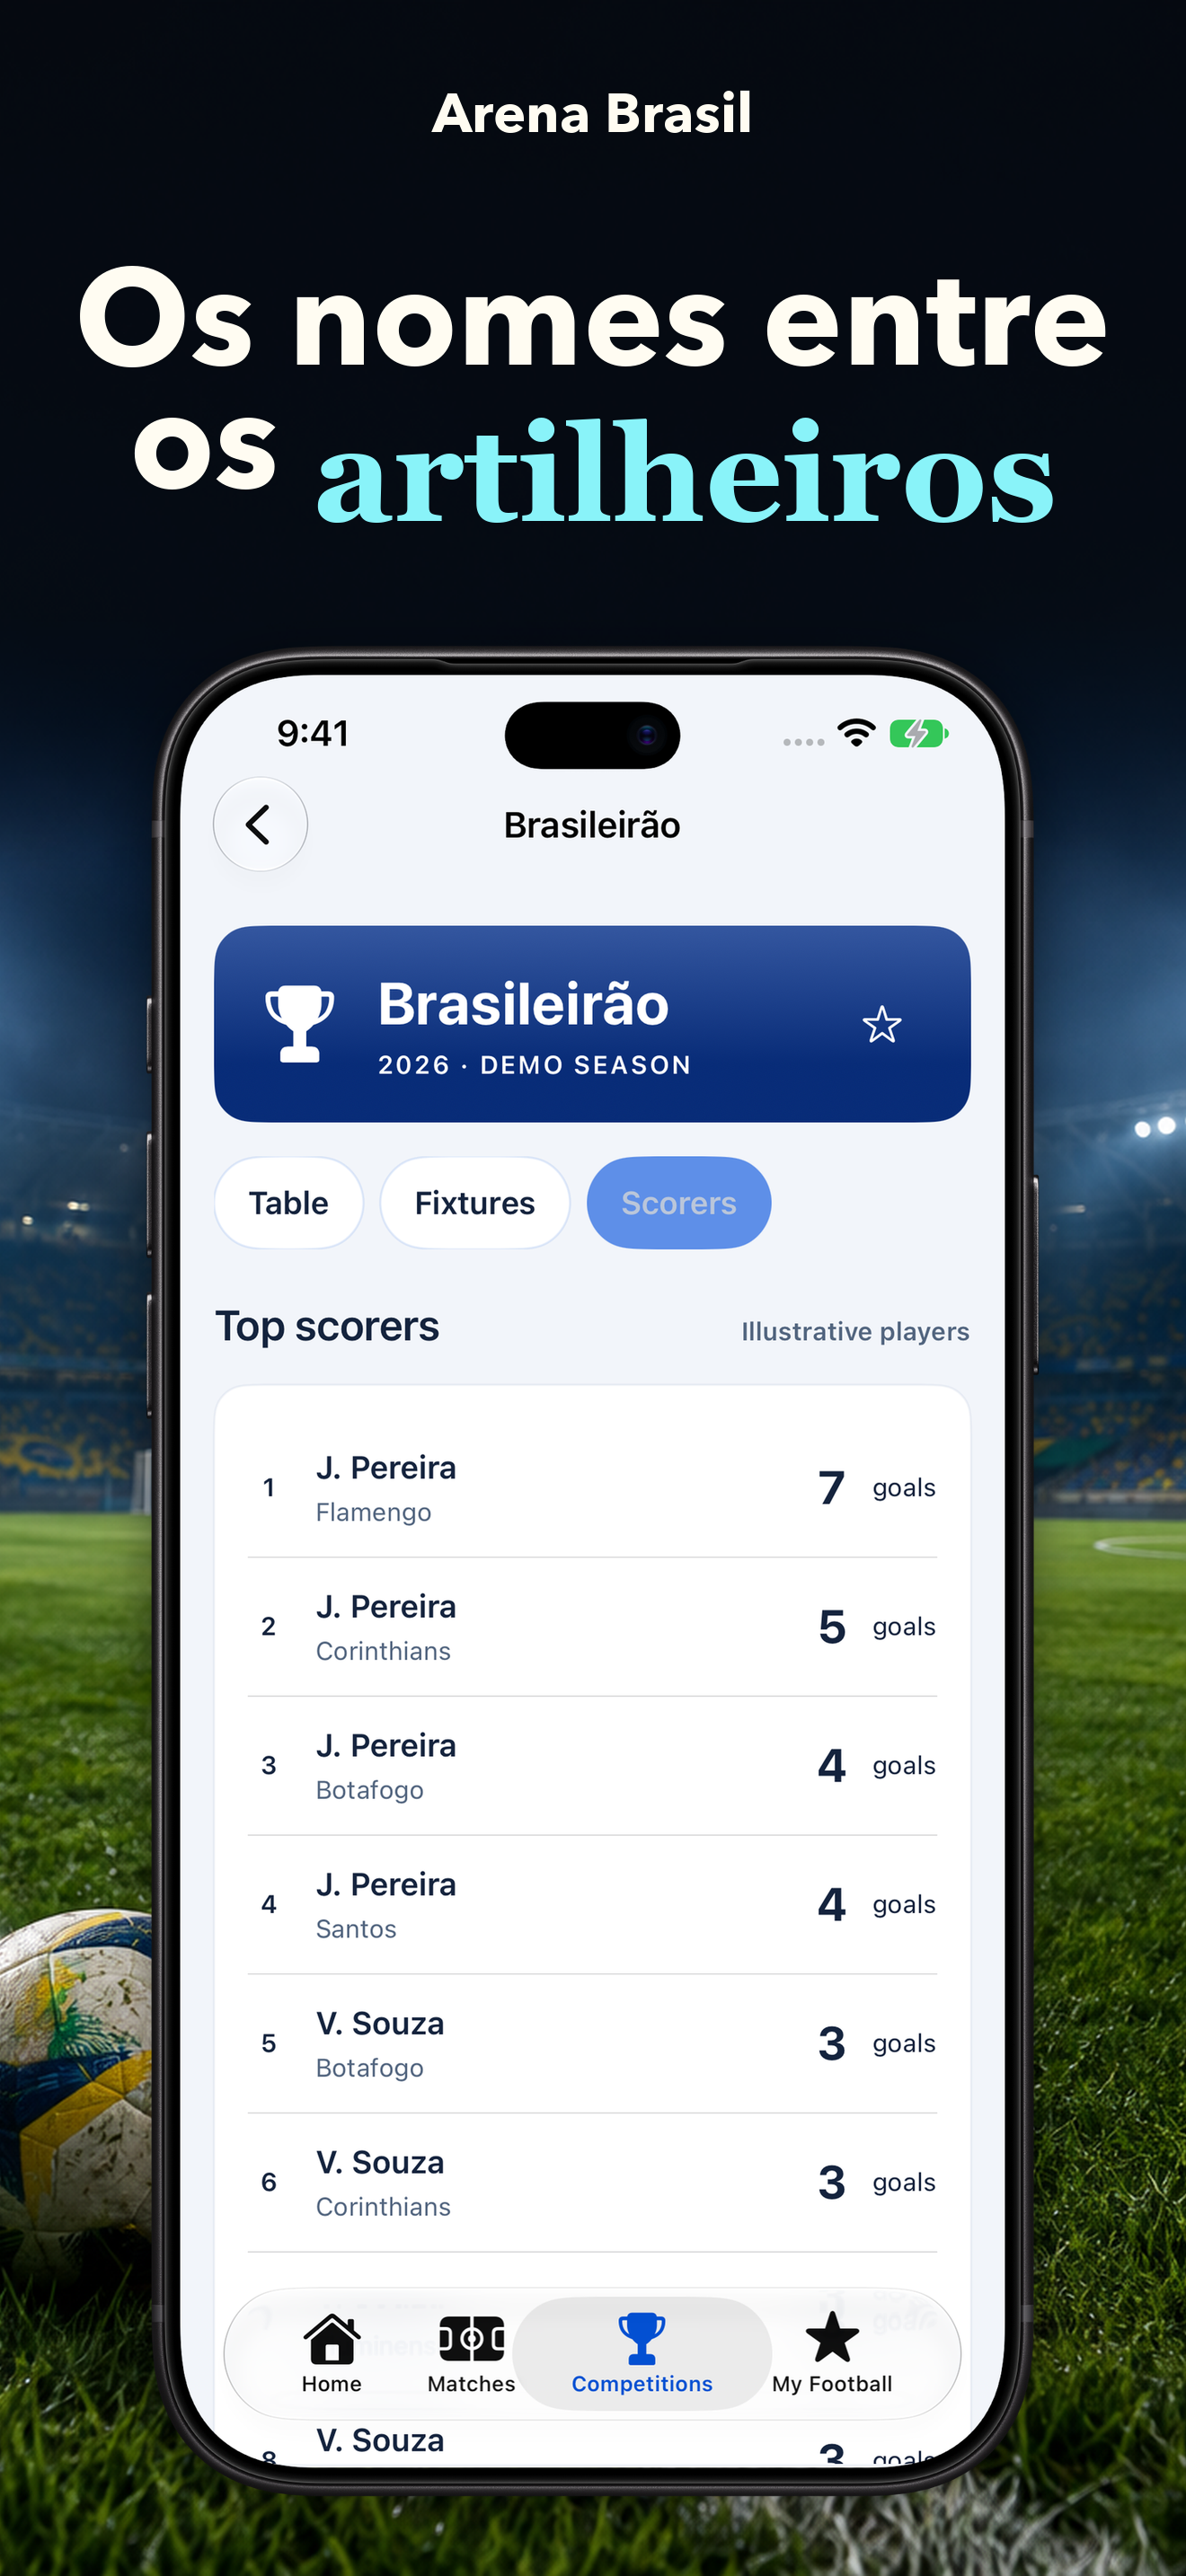 Arena Brasil
Os nomes entre
os artilheiros
9:41
Brasileirão
Brasileirão
2026 · DEMO SEASON
Table Fixtures Scorers
Top scorers Illustrative players
1 J. Pereira 7 goals
Flamengo
2 J. Pereira 5 goals
Corinthians
3 J. Pereira 4 goals
Botafogo
4 J. Pereira 4 goals
Santos
5 V. Souza 3 goals
Botafogo
6 V. Souza 3 goals
Corinthians
Home Matches Competitions My Football
8 V. Souza 3 goals